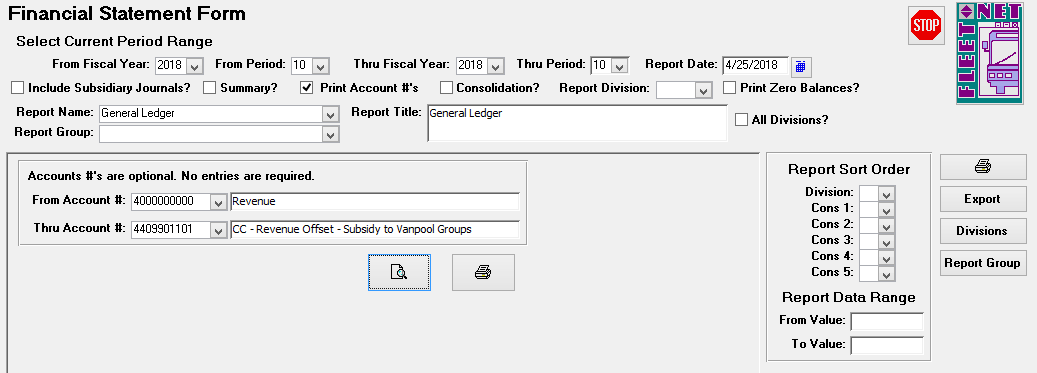 Financial Statement Form
STOP
FLEET NET
Select Current Period Range
From Fiscal Year: 2018 From Period: 10 Thru Fiscal Year: 2018 Thru Period: 10 Report Date: 4/25/2018
Include Subsidiary Journals? Summary? Print Account #'s Consolidation? Report Division: Print Zero Balances?
Report Name: General Ledger Report Title: General Ledger All Divisions?
Report Group:
Accounts #'s are optional. No entries are required.
From Account #: 4000000000 Revenue
Thru Account #: 4409901101 CC - Revenue Offset - Subsidy to Vanpool Groups
Report Sort Order
Division:
Cons 1:
Cons 2:
Cons 3:
Cons 4:
Cons 5:
Report Data Range
From Value:
To Value:
Export
Divisions
Report Group